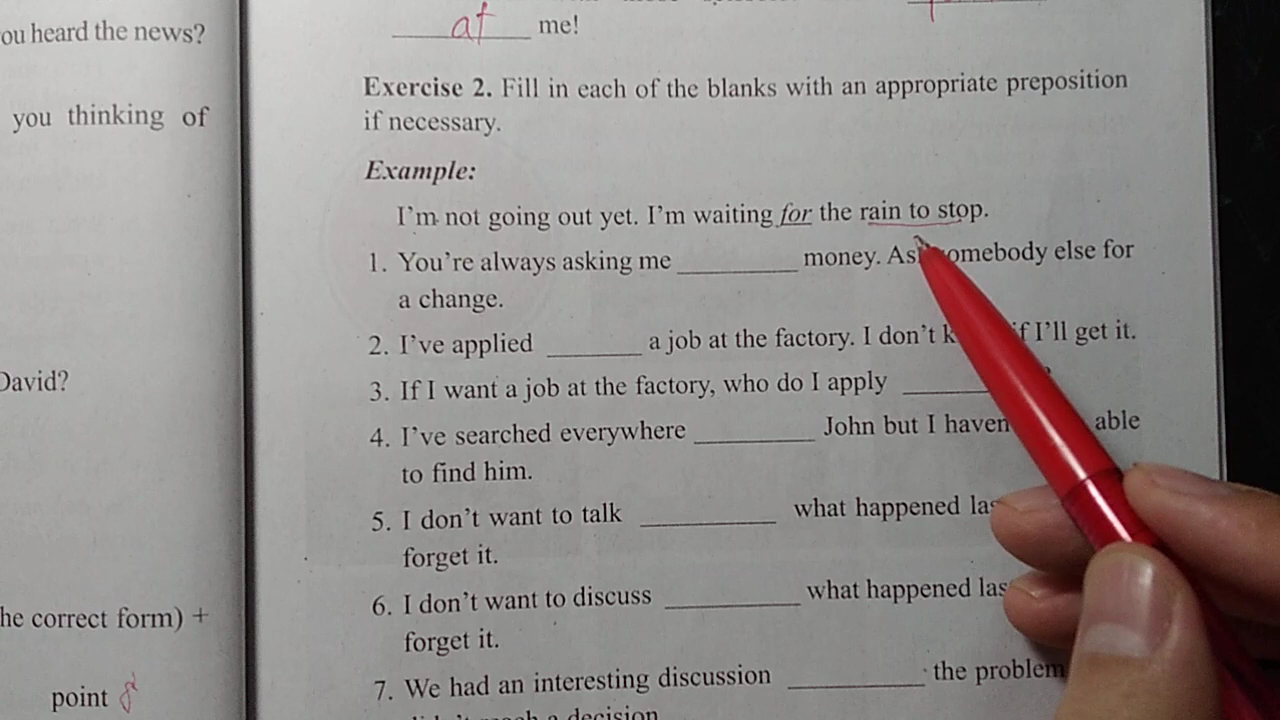 ou heard the news?
you thinking of
David?
he correct form) +
point
at me!
Exercise 2. Fill in each of the blanks with an appropriate preposition
if necessary.
Example:
I'm not going out yet. I'm waiting for the rain to stop.
1. You're always asking me ________ money. Ask somebody else for
a change.
2. I've applied ________ a job at the factory. I don't k if I'll get it.
3. If I want a job at the factory, who do I apply ________
4. I've searched everywhere ________ John but I haven able
to find him.
5. I don't want to talk ________ what happened las
forget it.
6. I don't want to discuss ________ what happened las
forget it.
7. We had an interesting discussion ________ the problem
a decision